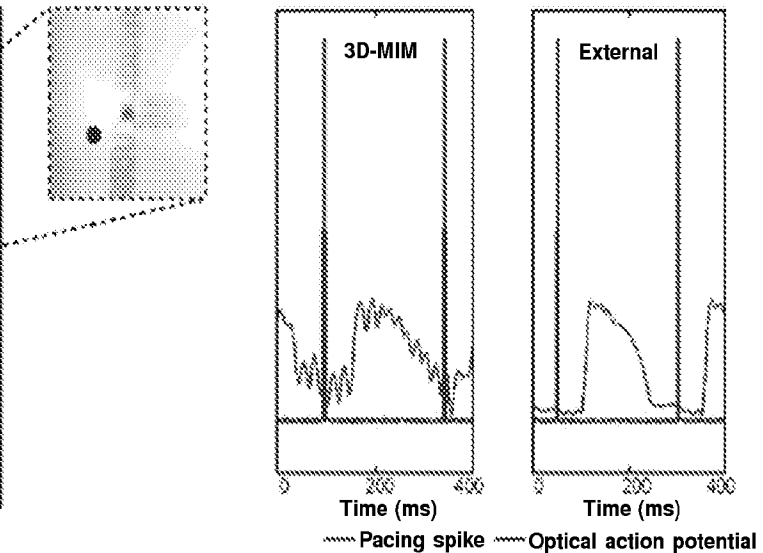 3D-MIM
External
0 200 400
0 200 400
Time (ms)
Time (ms)
Pacing spike Optical action potential